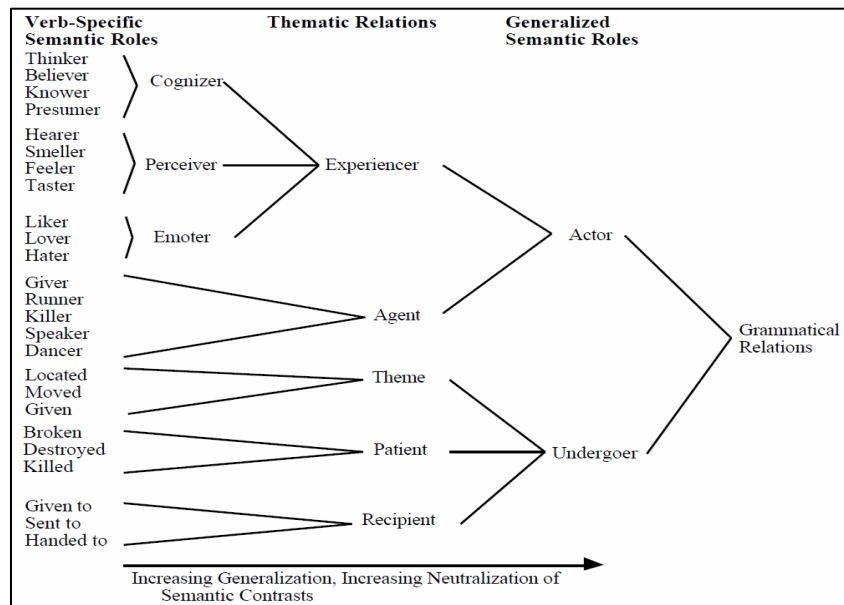 Verb-Specific
Semantic Roles
Thematic Relations
Generalized
Semantic Roles
Thinker
Believer
Knower
Presumer
Cognizer
Hearer
Smeller
Feeler
Taster
Perceiver
Experiencer
Liker
Lover
Hater
Emoter
Actor
Giver
Runner
Killer
Speaker
Dancer
Agent
Grammatical
Relations
Located
Moved
Given
Theme
Broken
Destroyed
Killed
Patient
Undergoer
Given to
Sent to
Handed to
Recipient
Increasing Generalization, Increasing Neutralization of
Semantic Contrasts